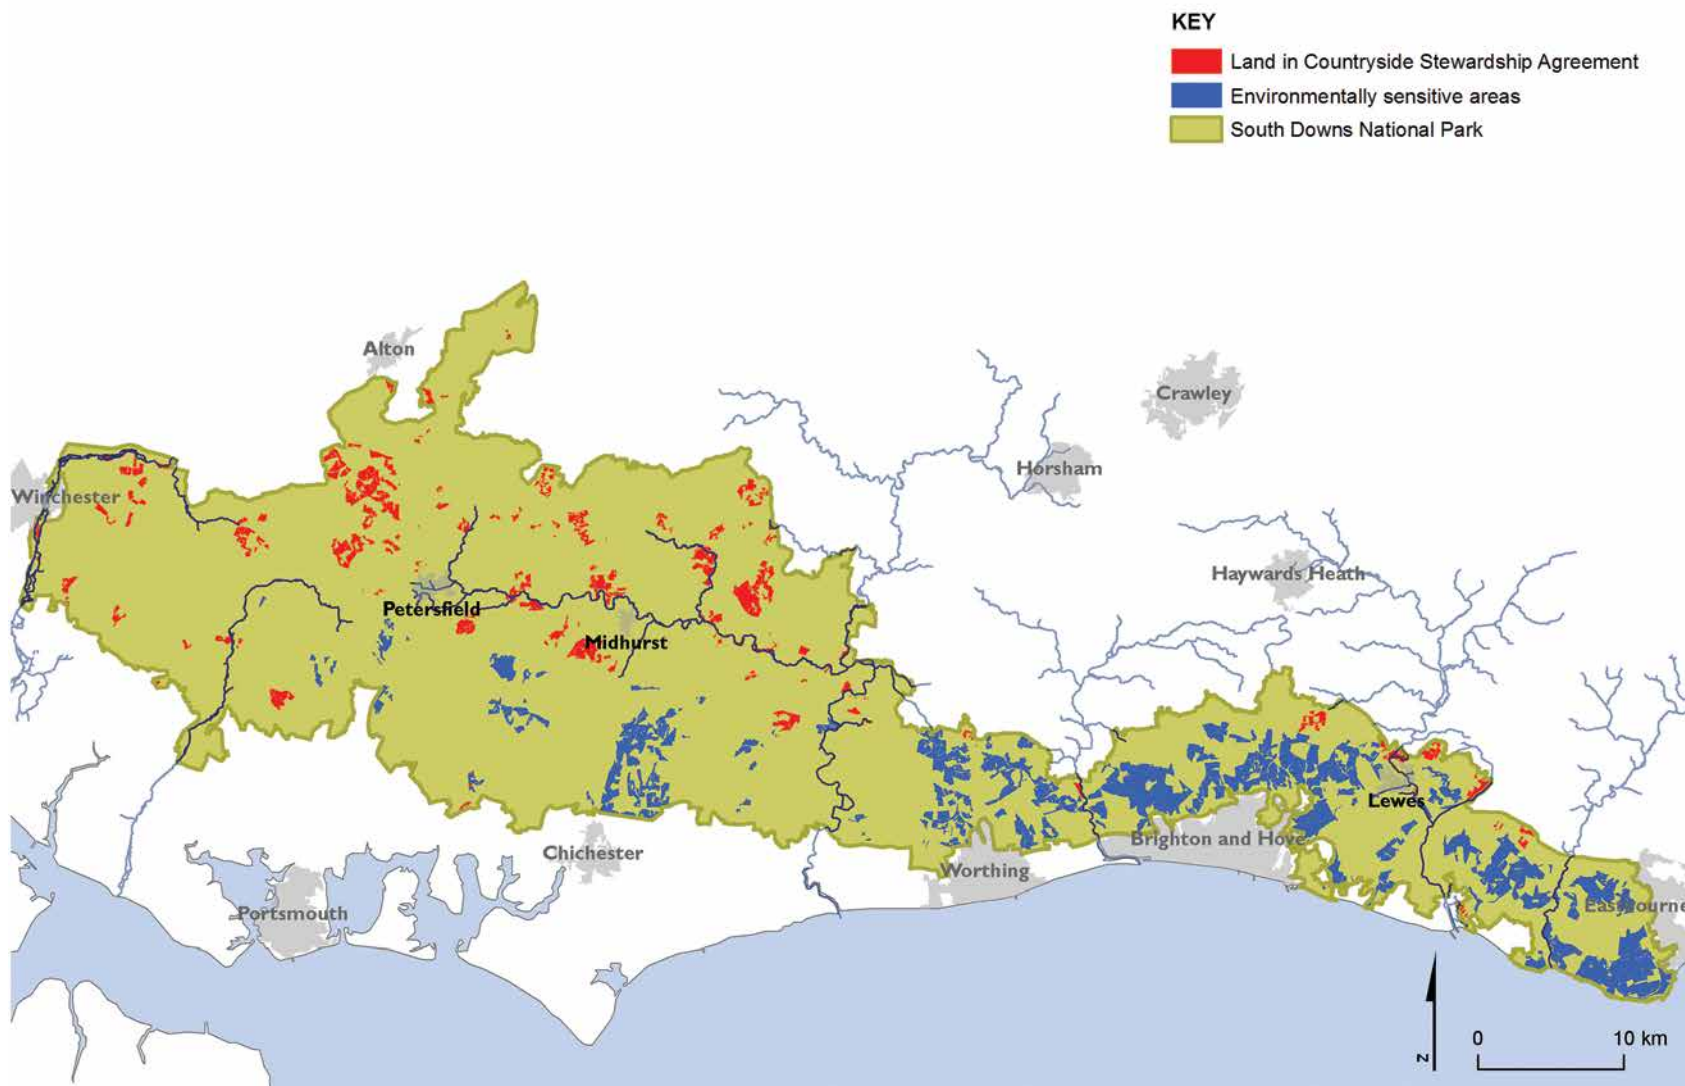 KEY
Land in Countryside Stewardship Agreement
Environmentally sensitive areas
South Downs National Park
Alton
Crawley
Horsham
Winchester
Haywards Heath
Petersfield
Midhurst
Lewes
Brighton and Hove
Chichester
Worthing
Portsmouth
Eastbourne
N
0 10 km